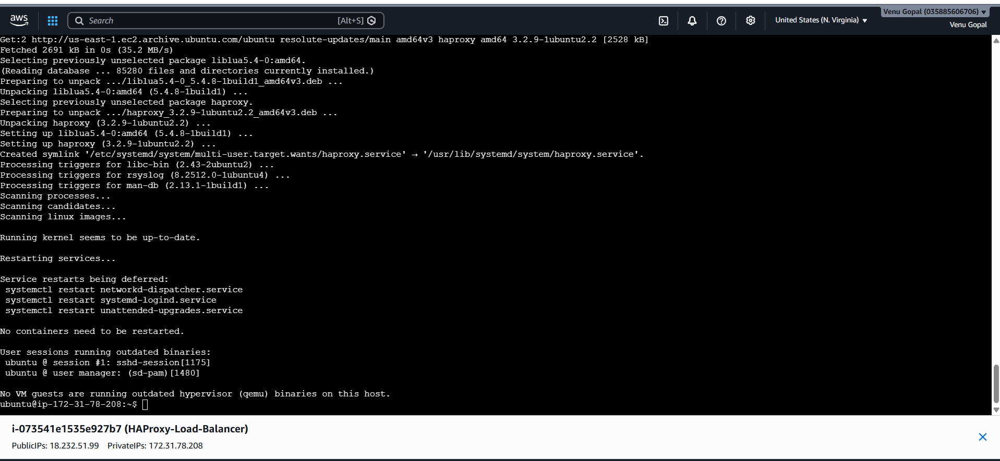 aws
Search
[Alt+S]
United States (N. Virginia)
Venu Gopal (035885606706)
Venu Gopal
Get:2 http://us-east-1.ec2.archive.ubuntu.com/ubuntu resolute-updates/main amd64v3 haproxy amd64 3.2.9-1ubuntu2.2 [2528 kB]
Fetched 2691 kB in 0s (35.2 MB/s)
Selecting previously unselected package liblua5.4-0:amd64.
(Reading database ... 85280 files and directories currently installed.)
Preparing to unpack .../liblua5.4-0_5.4.8-1build1_amd64v3.deb ...
Unpacking liblua5.4-0:amd64 (5.4.8-1build1) ...
Selecting previously unselected package haproxy.
Preparing to unpack .../haproxy_3.2.9-1ubuntu2.2_amd64v3.deb ...
Unpacking haproxy (3.2.9-1ubuntu2.2) ...
Setting up liblua5.4-0:amd64 (5.4.8-1build1) ...
Setting up haproxy (3.2.9-1ubuntu2.2) ...
Created symlink '/etc/systemd/system/multi-user.target.wants/haproxy.service' → '/usr/lib/systemd/system/haproxy.service'.
Processing triggers for libc-bin (2.43-2ubuntu2) ...
Processing triggers for rsyslog (8.2512.0-1ubuntu4) ...
Processing triggers for man-db (2.13.1-1build1) ...
Scanning processes...
Scanning candidates...
Scanning linux images...
Running kernel seems to be up-to-date.
Restarting services...
Service restarts being deferred:
systemctl restart networkd-dispatcher.service
systemctl restart systemd-logind.service
systemctl restart unattended-upgrades.service
No containers need to be restarted.
User sessions running outdated binaries:
ubuntu @ session #1: sshd-session[1175]
ubuntu @ user manager: (sd-pam)[1480]
No VM guests are running outdated hypervisor (qemu) binaries on this host.
ubuntu@ip-172-31-78-208:~$
i-073541e1535e927b7 (HAProxy-Load-Balancer)
PublicIPs: 18.232.51.99 PrivateIPs: 172.31.78.208